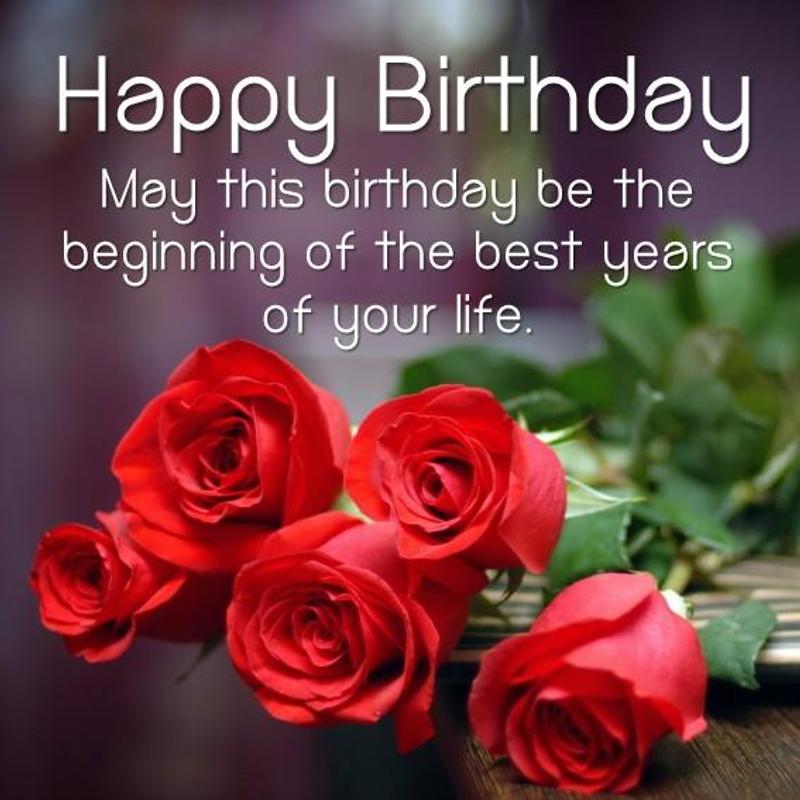 Happy Birthday
May this birthday be the
beginning of the best years
of your life.